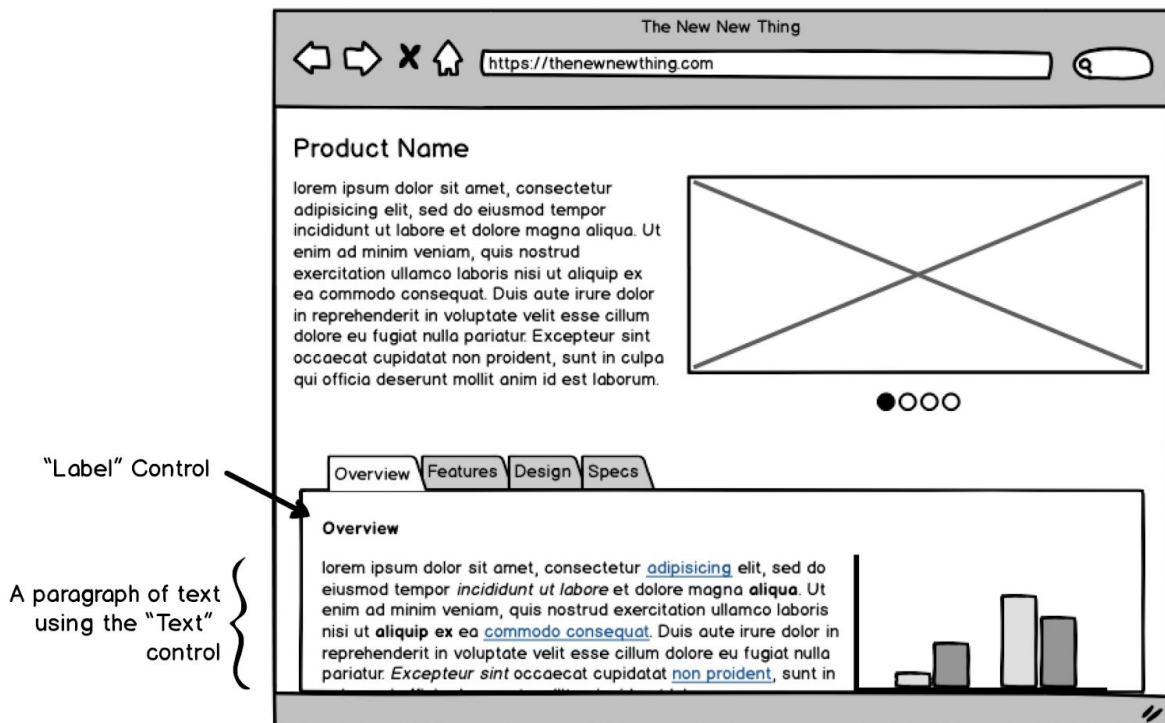 The New New Thing
https://thenewnewthing.com
Product Name
lorem ipsum dolor sit amet, consectetur
adipisicing elit, sed do eiusmod tempor
incididunt ut labore et dolore magna aliqua. Ut
enim ad minim veniam, quis nostrud
exercitation ullamco laboris nisi ut aliquip ex
ea commodo consequat. Duis aute irure dolor
in reprehenderit in voluptate velit esse cillum
dolore eu fugiat nulla pariatur. Excepteur sint
occaecat cupidatat non proident, sunt in culpa
qui officia deserunt mollit anim id est laborum.
"Label" Control
Overview Features Design Specs
Overview
A paragraph of text
using the "Text"
control
lorem ipsum dolor sit amet, consectetur adipisicing elit, sed do
eiusmod tempor incididunt ut labore et dolore magna aliqua. Ut
enim ad minim veniam, quis nostrud exercitation ullamco laboris
nisi ut aliquip ex ea commodo consequat. Duis aute irure dolor in
reprehenderit in voluptate velit esse cillum dolore eu fugiat nulla
pariatur. Excepteur sint occaecat cupidatat non proident, sunt in